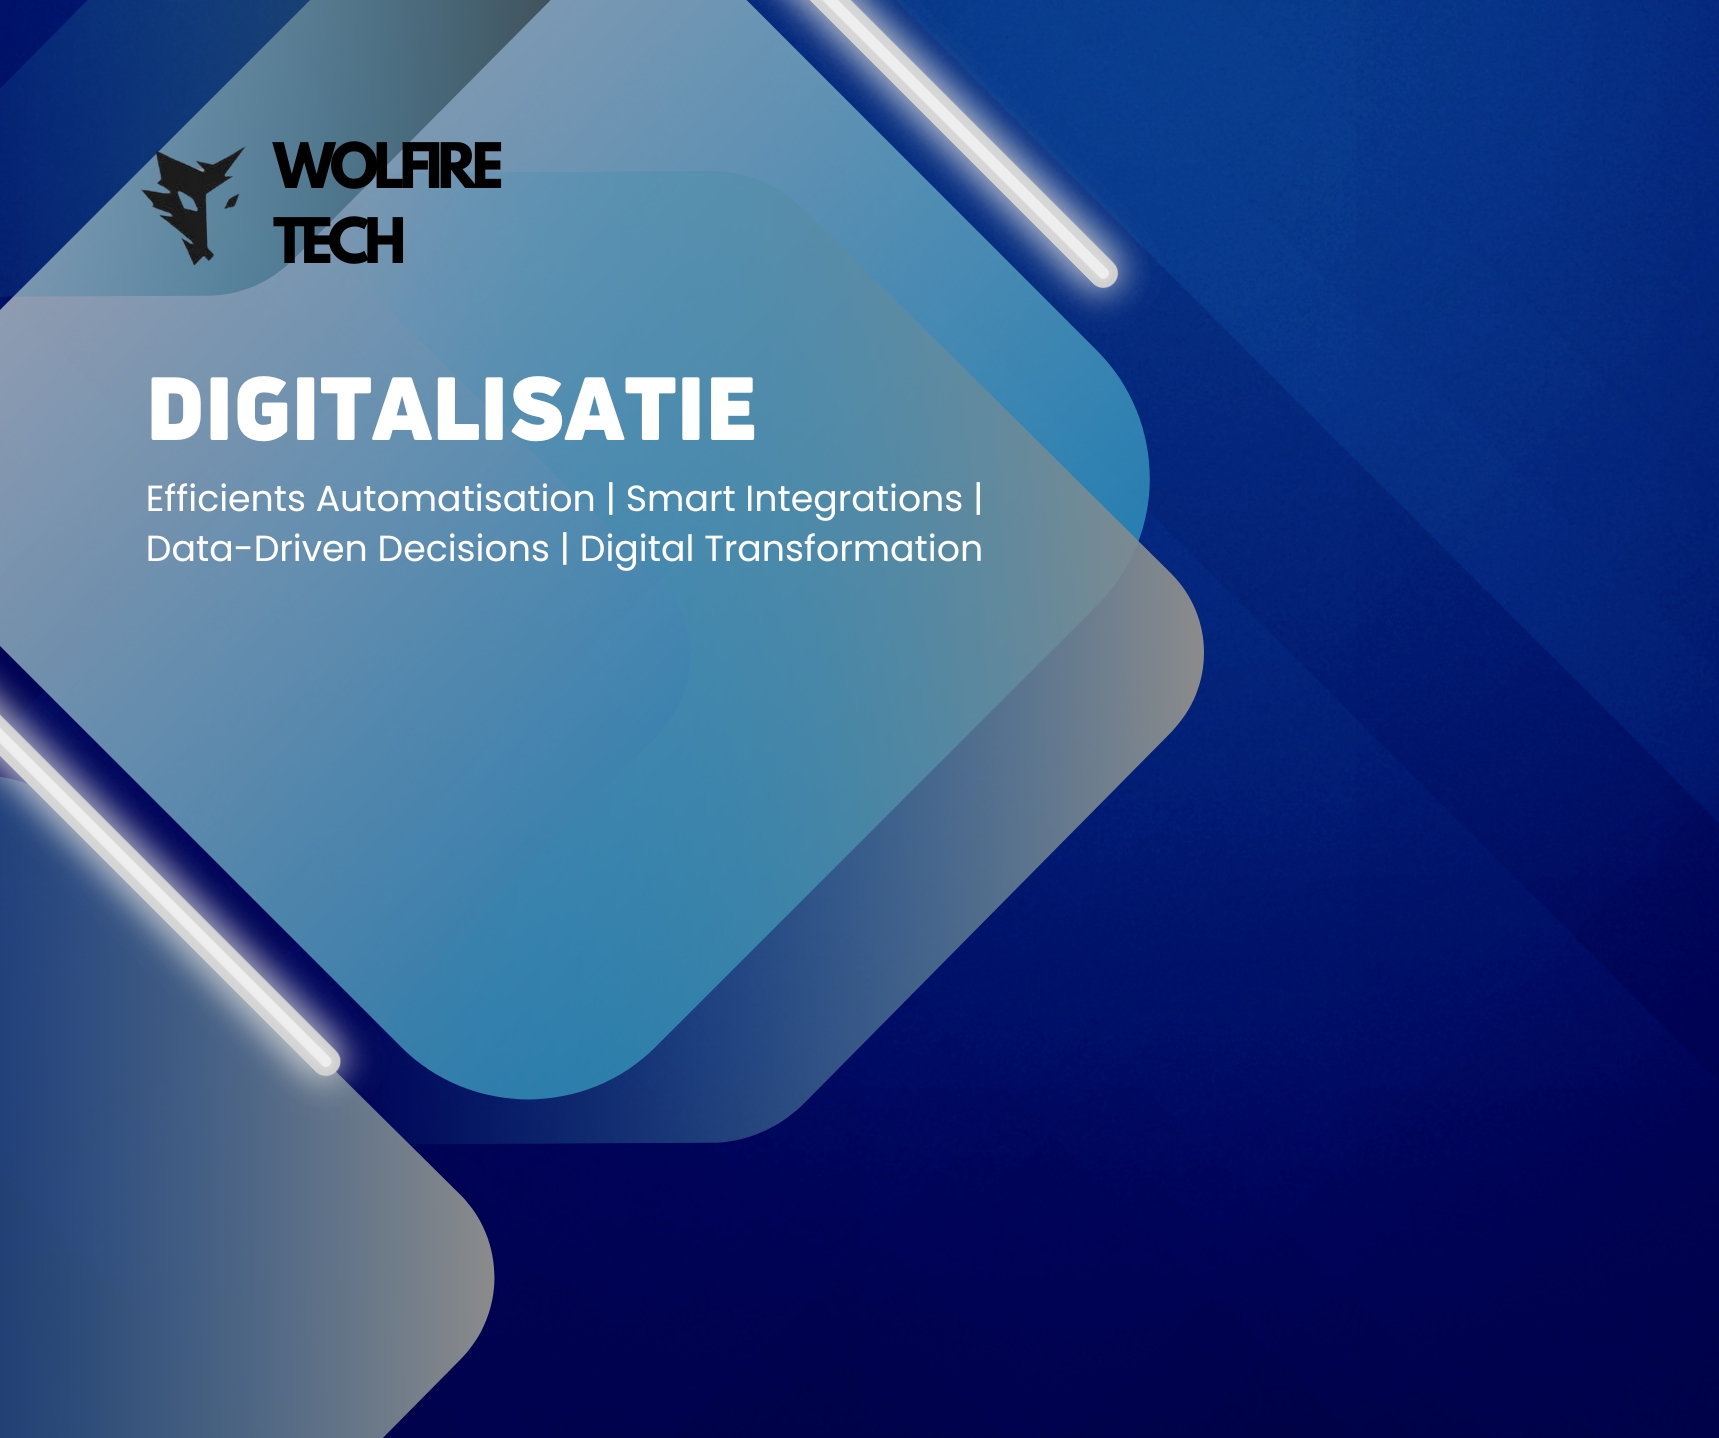 WOLFIRE
TECH
DIGITALISATIE
Efficients Automatisation | Smart Integrations |
Data-Driven Decisions | Digital Transformation